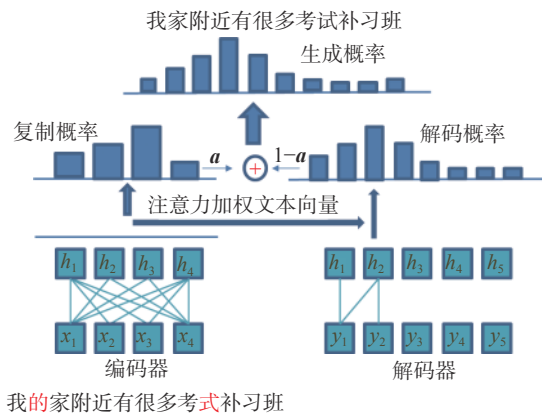 我家附近有很多考试补习班
生成概率
复制概率
解码概率
a
+
1−a
注意力加权文本向量
h1 h2 h3 h4
h1 h2 h3 h4 h5
x1 x2 x3 x4
y1 y2 y3 y4 y5
编码器
解码器
我的家附近有很多考式补习班